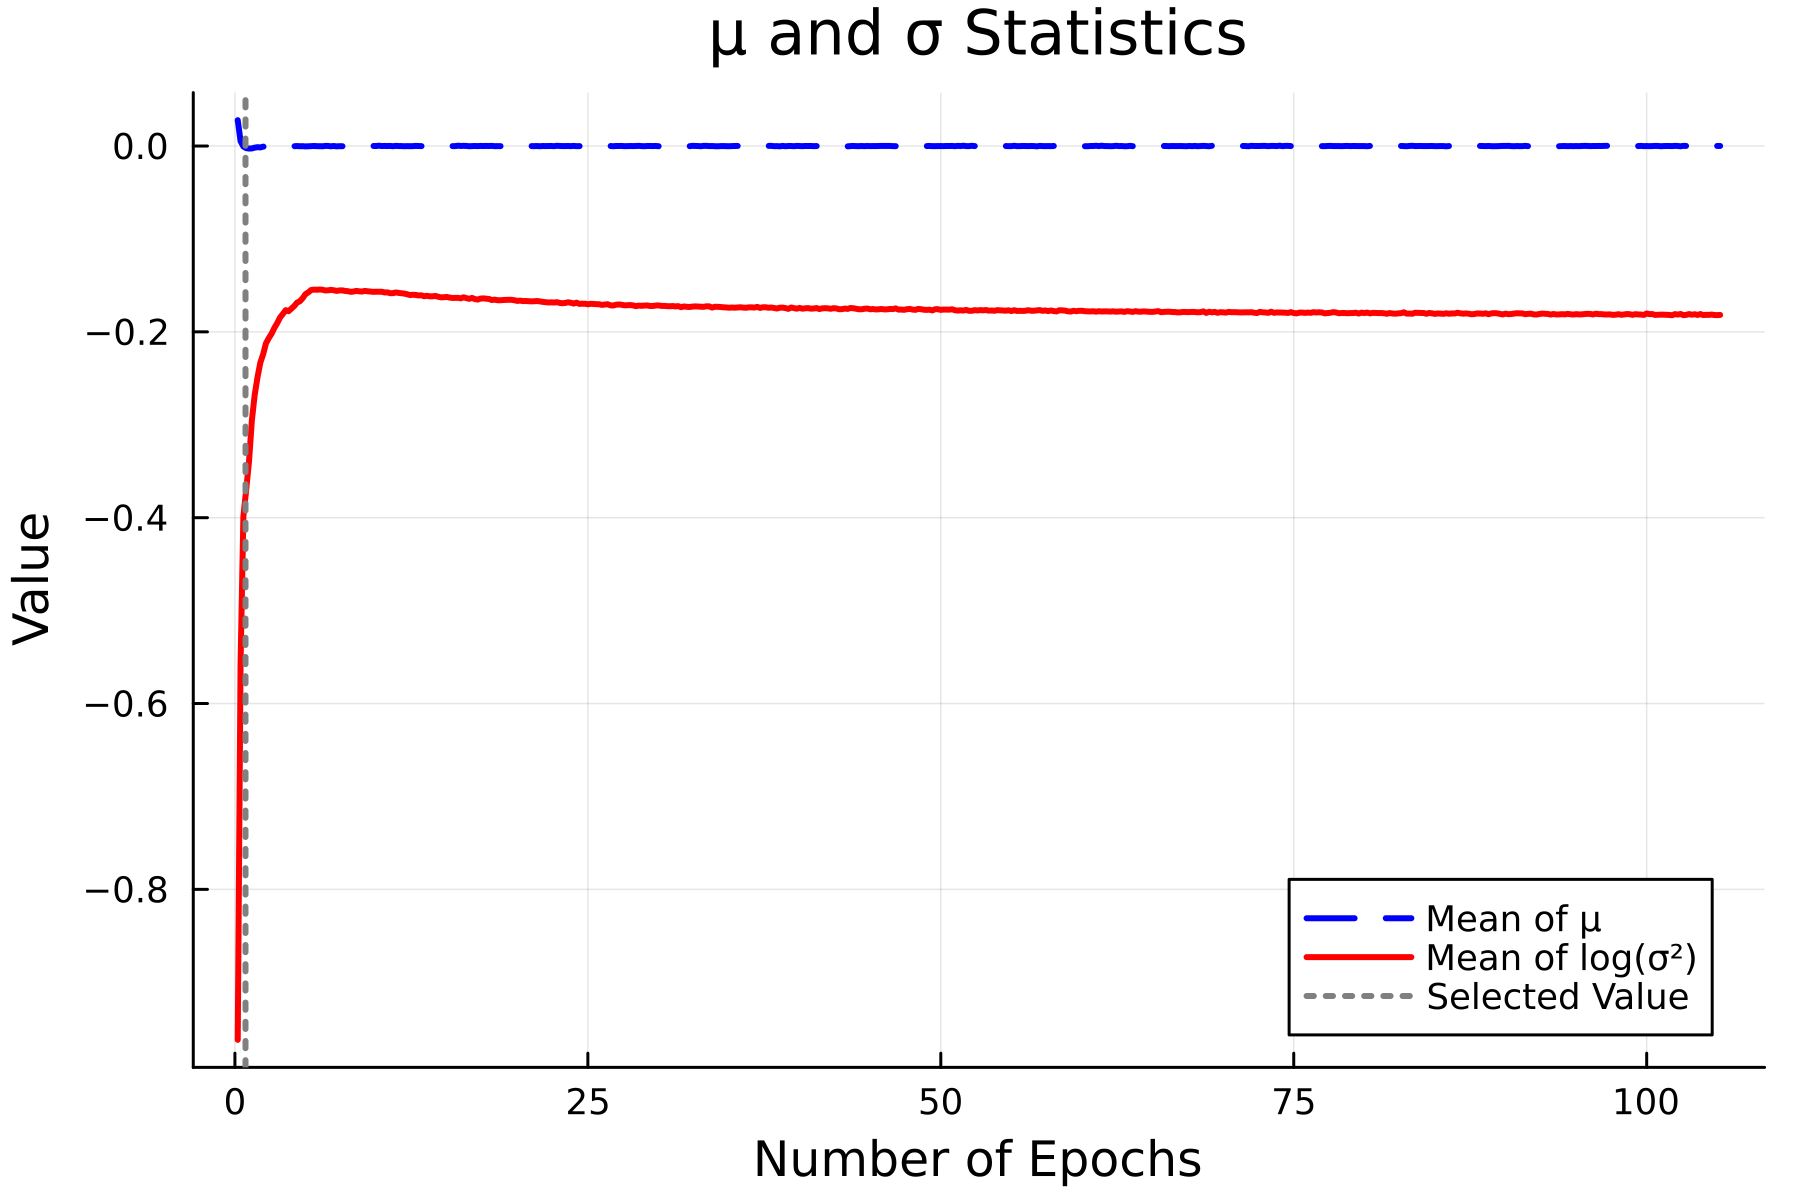 μ and σ Statistics
Value
0.0
−0.2
−0.4
−0.6
−0.8
0
25
50
75
100
Number of Epochs
Mean of μ
Mean of log(σ²)
Selected Value